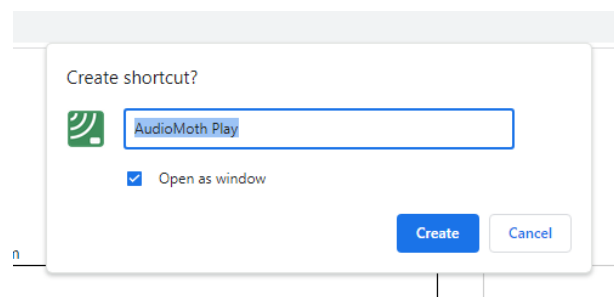 Create shortcut?
AudioMoth Play
Open as window
Create Cancel